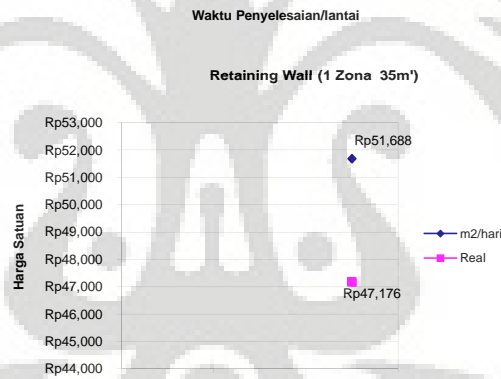 Waktu Penyelesaian/lantai
Retaining Wall (1 Zona 35m')
Rp53,000
Rp52,000
Rp51,000
Rp50,000
Rp49,000
Rp48,000
Rp47,000
Rp46,000
Rp45,000
Rp44,000
Harga Satuan
Rp51,688
Rp47,176
m2/hari
Real